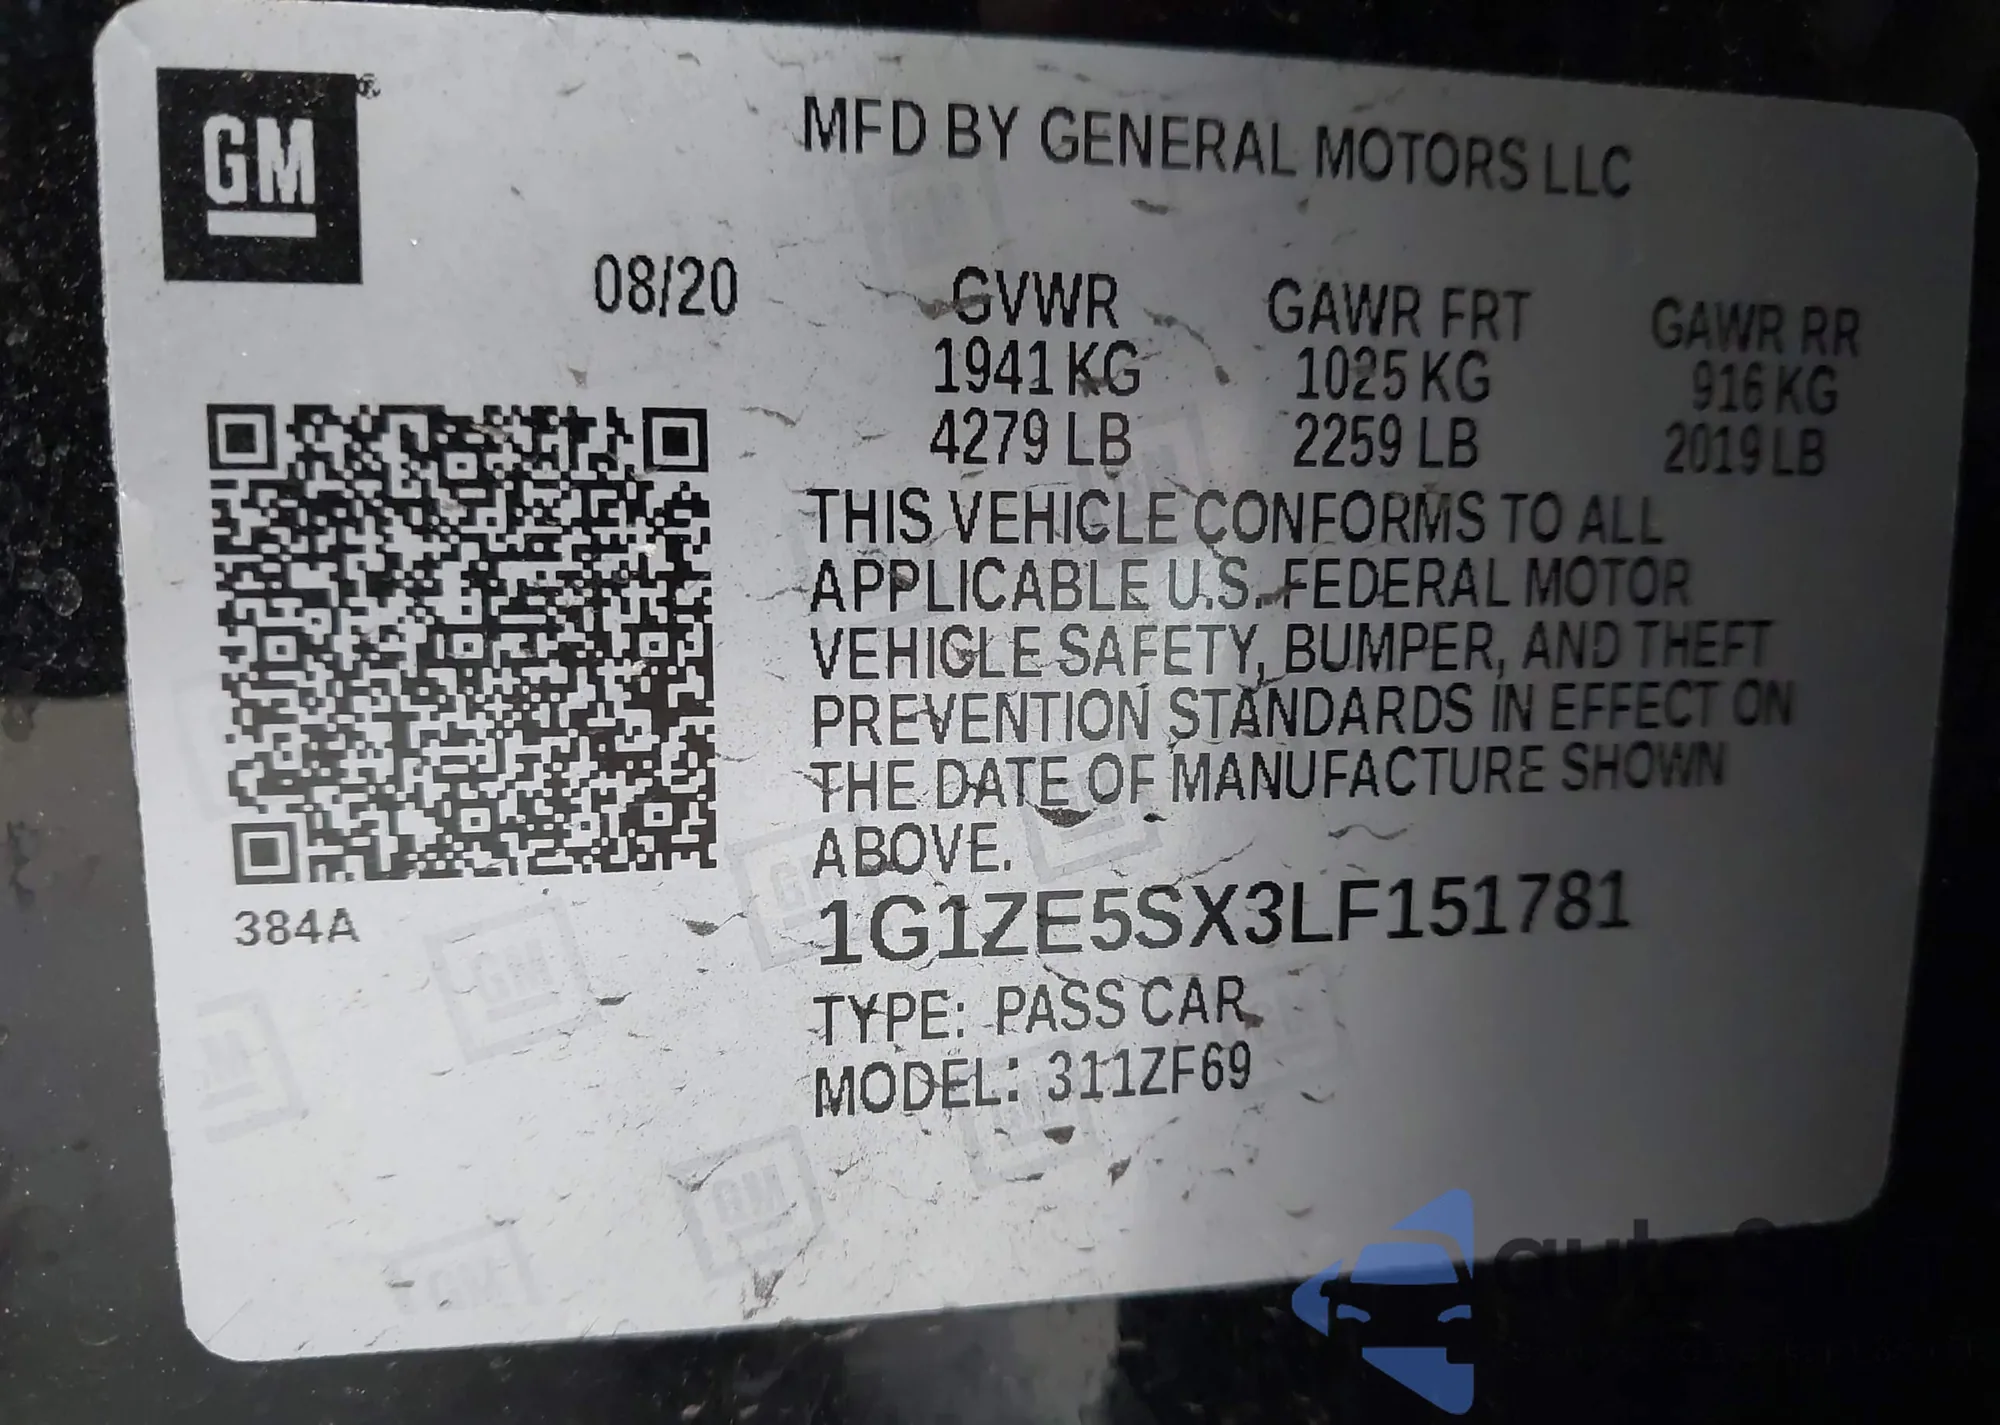 GM®
MFD BY GENERAL MOTORS LLC
08/20
GVWR GAWR FRT GAWR RR
1941 KG 1025 KG 916 KG
4279 LB 2259 LB 2019 LB
THIS VEHICLE CONFORMS TO ALL
APPLICABLE U.S. FEDERAL MOTOR
VEHICLE SAFETY, BUMPER, AND THEFT
PREVENTION STANDARDS IN EFFECT ON
THE DATE OF MANUFACTURE SHOWN
ABOVE.
384A
1G1ZE5SX3LF151781
TYPE: PASS CAR
MODEL: 311ZF69